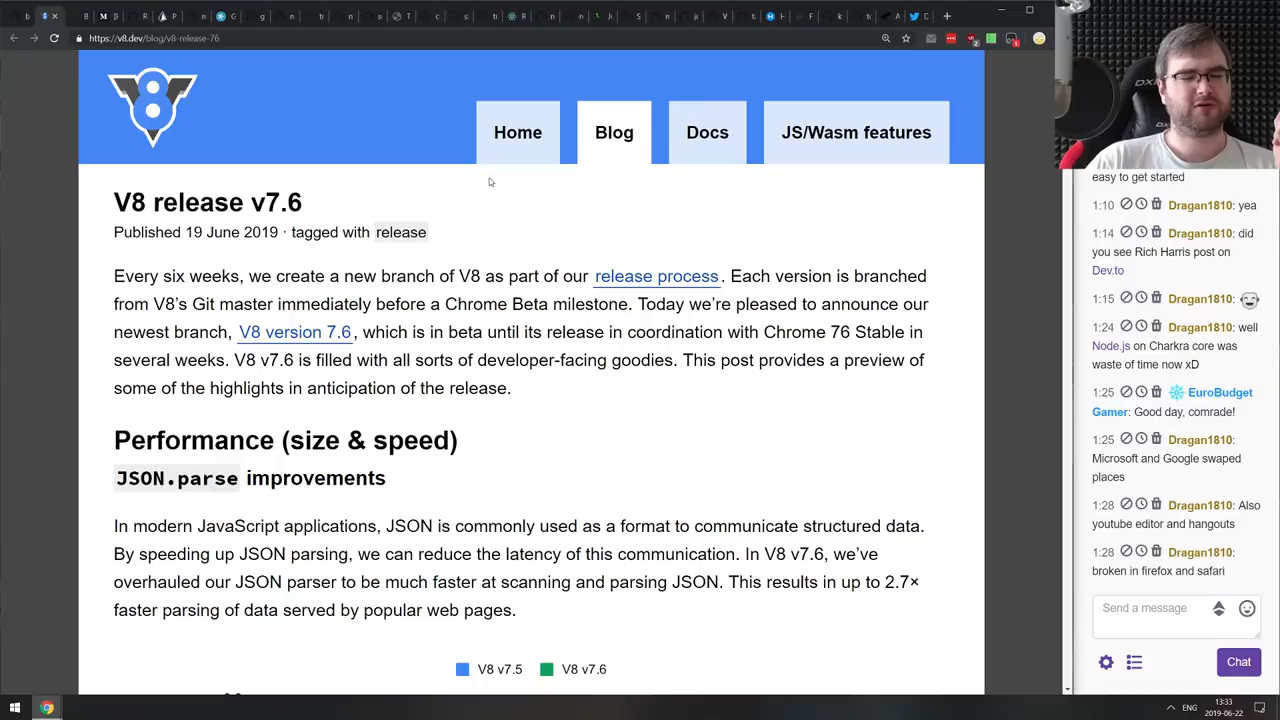 https://v8.dev/blog/v8-release-76
Home
Blog
Docs
JS/Wasm features
V8 release v7.6
Published 19 June 2019 · tagged with release
Every six weeks, we create a new branch of V8 as part of our release process. Each version is branched
from V8’s Git master immediately before a Chrome Beta milestone. Today we’re pleased to announce our
newest branch, V8 version 7.6, which is in beta until its release in coordination with Chrome 76 Stable in
several weeks. V8 v7.6 is filled with all sorts of developer-facing goodies. This post provides a preview of
some of the highlights in anticipation of the release.
Performance (size & speed)
JSON.parse improvements
In modern JavaScript applications, JSON is commonly used as a format to communicate structured data.
By speeding up JSON parsing, we can reduce the latency of this communication. In V8 v7.6, we’ve
overhauled our JSON parser to be much faster at scanning and parsing JSON. This results in up to 2.7×
faster parsing of data served by popular web pages.
V8 v7.5
V8 v7.6
easy to get started
1:10 Dragan1810: yea
1:14 Dragan1810: did
you see Rich Harris post on
Dev.to
1:15 Dragan1810:
1:24 Dragan1810: well
Node.js on Charkra core was
waste of time now xD
1:25 EuroBudget
Gamer: Good day, comrade!
1:25 Dragan1810:
Microsoft and Google swaped
places
1:28 Dragan1810: Also
youtube editor and hangouts
1:28 Dragan1810:
broken in firefox and safari
Send a message
Chat
ENG
13:33
2019-06-22